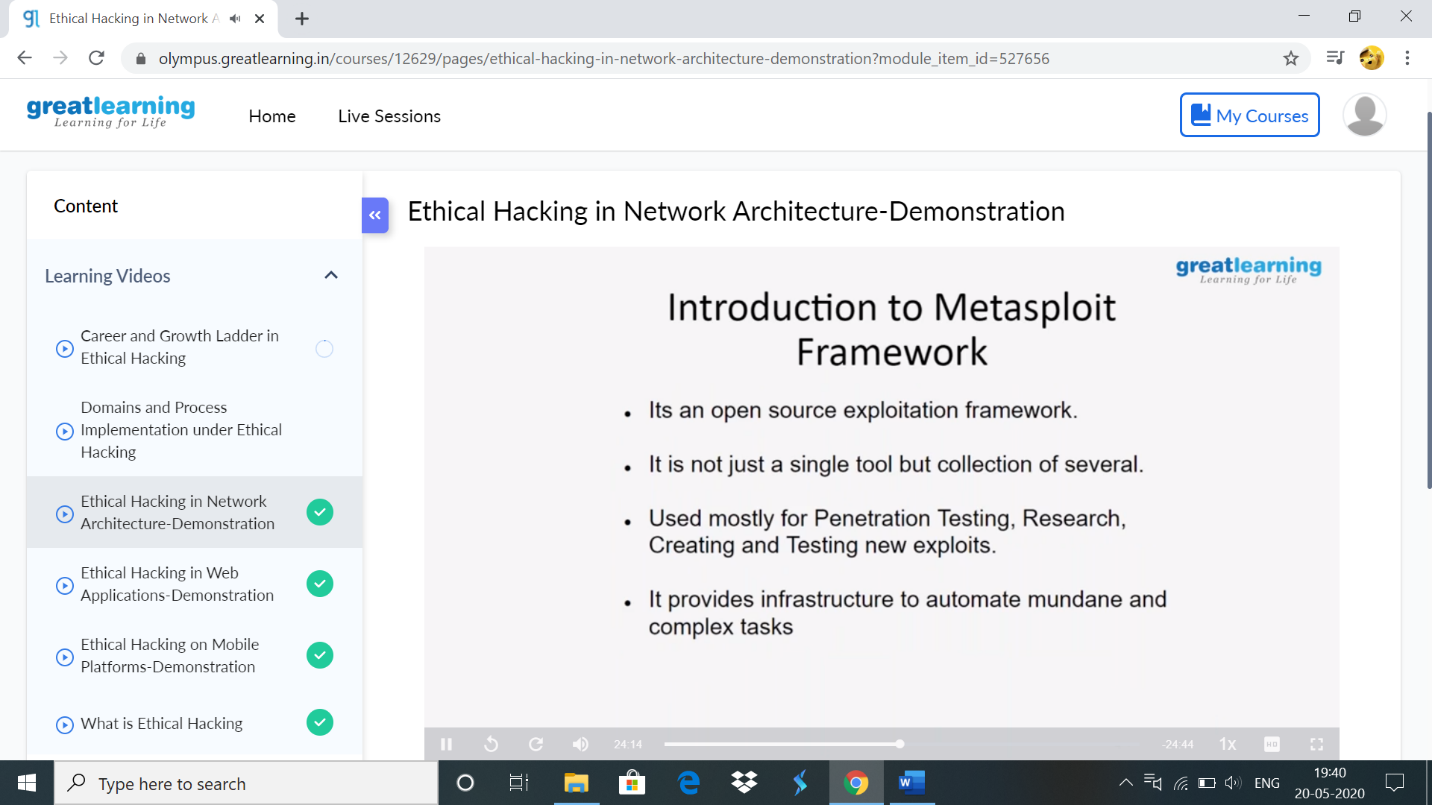 Ethical Hacking in Network A
olympus.greatlearning.in/courses/12629/pages/ethical-hacking-in-network-architecture-demonstration?module_item_id=527656
greatlearning
Learning for Life
Home
Live Sessions
My Courses
Content
Learning Videos
Career and Growth Ladder in
Ethical Hacking
Domains and Process
Implementation under Ethical
Hacking
Ethical Hacking in Network
Architecture-Demonstration
Ethical Hacking in Web
Applications-Demonstration
Ethical Hacking on Mobile
Platforms-Demonstration
What is Ethical Hacking
Ethical Hacking in Network Architecture-Demonstration
greatlearning
Learning for Life
Introduction to Metasploit
Framework
• Its an open source exploitation framework.
• It is not just a single tool but collection of several.
• Used mostly for Penetration Testing, Research,
Creating and Testing new exploits.
• It provides infrastructure to automate mundane and
complex tasks
24:14
-24:44
1x
HD
Type here to search
ENG
19:40
20-05-2020